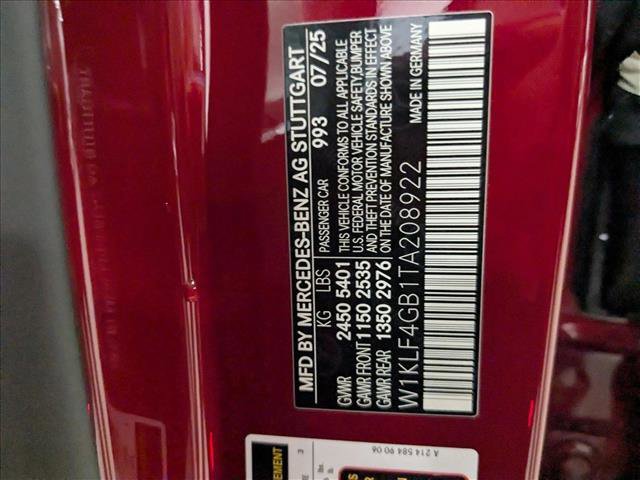 MFD BY MERCEDES-BENZ AG STUTTGART
993 07/25
KG LBS PASSENGER CAR
GVWR 2450 5401 THIS VEHICLE CONFORMS TO ALL APPLICABLE
U.S. FEDERAL MOTOR VEHICLE SAFETY,BUMPER
GAWR FRONT 1150 2535 AND THEFT PREVENTION STANDARDS IN EFFECT
GAWR REAR 1350 2976 ON THE DATE OF MANUFACTURE SHOWN ABOVE
W1KLF4GB1TA208922 MADE IN GERMANY
A 214 584 90 06